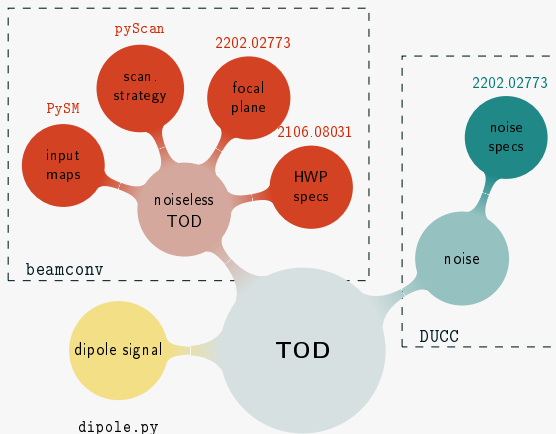 pyScan
scan.
strategy
2202.02773
focal
plane
PySM
input
maps
2106.08031
HWP
specs
noiseless
TOD
beamconv
2202.02773
noise
specs
noise
DUCC
dipole signal
TOD
dipole.py